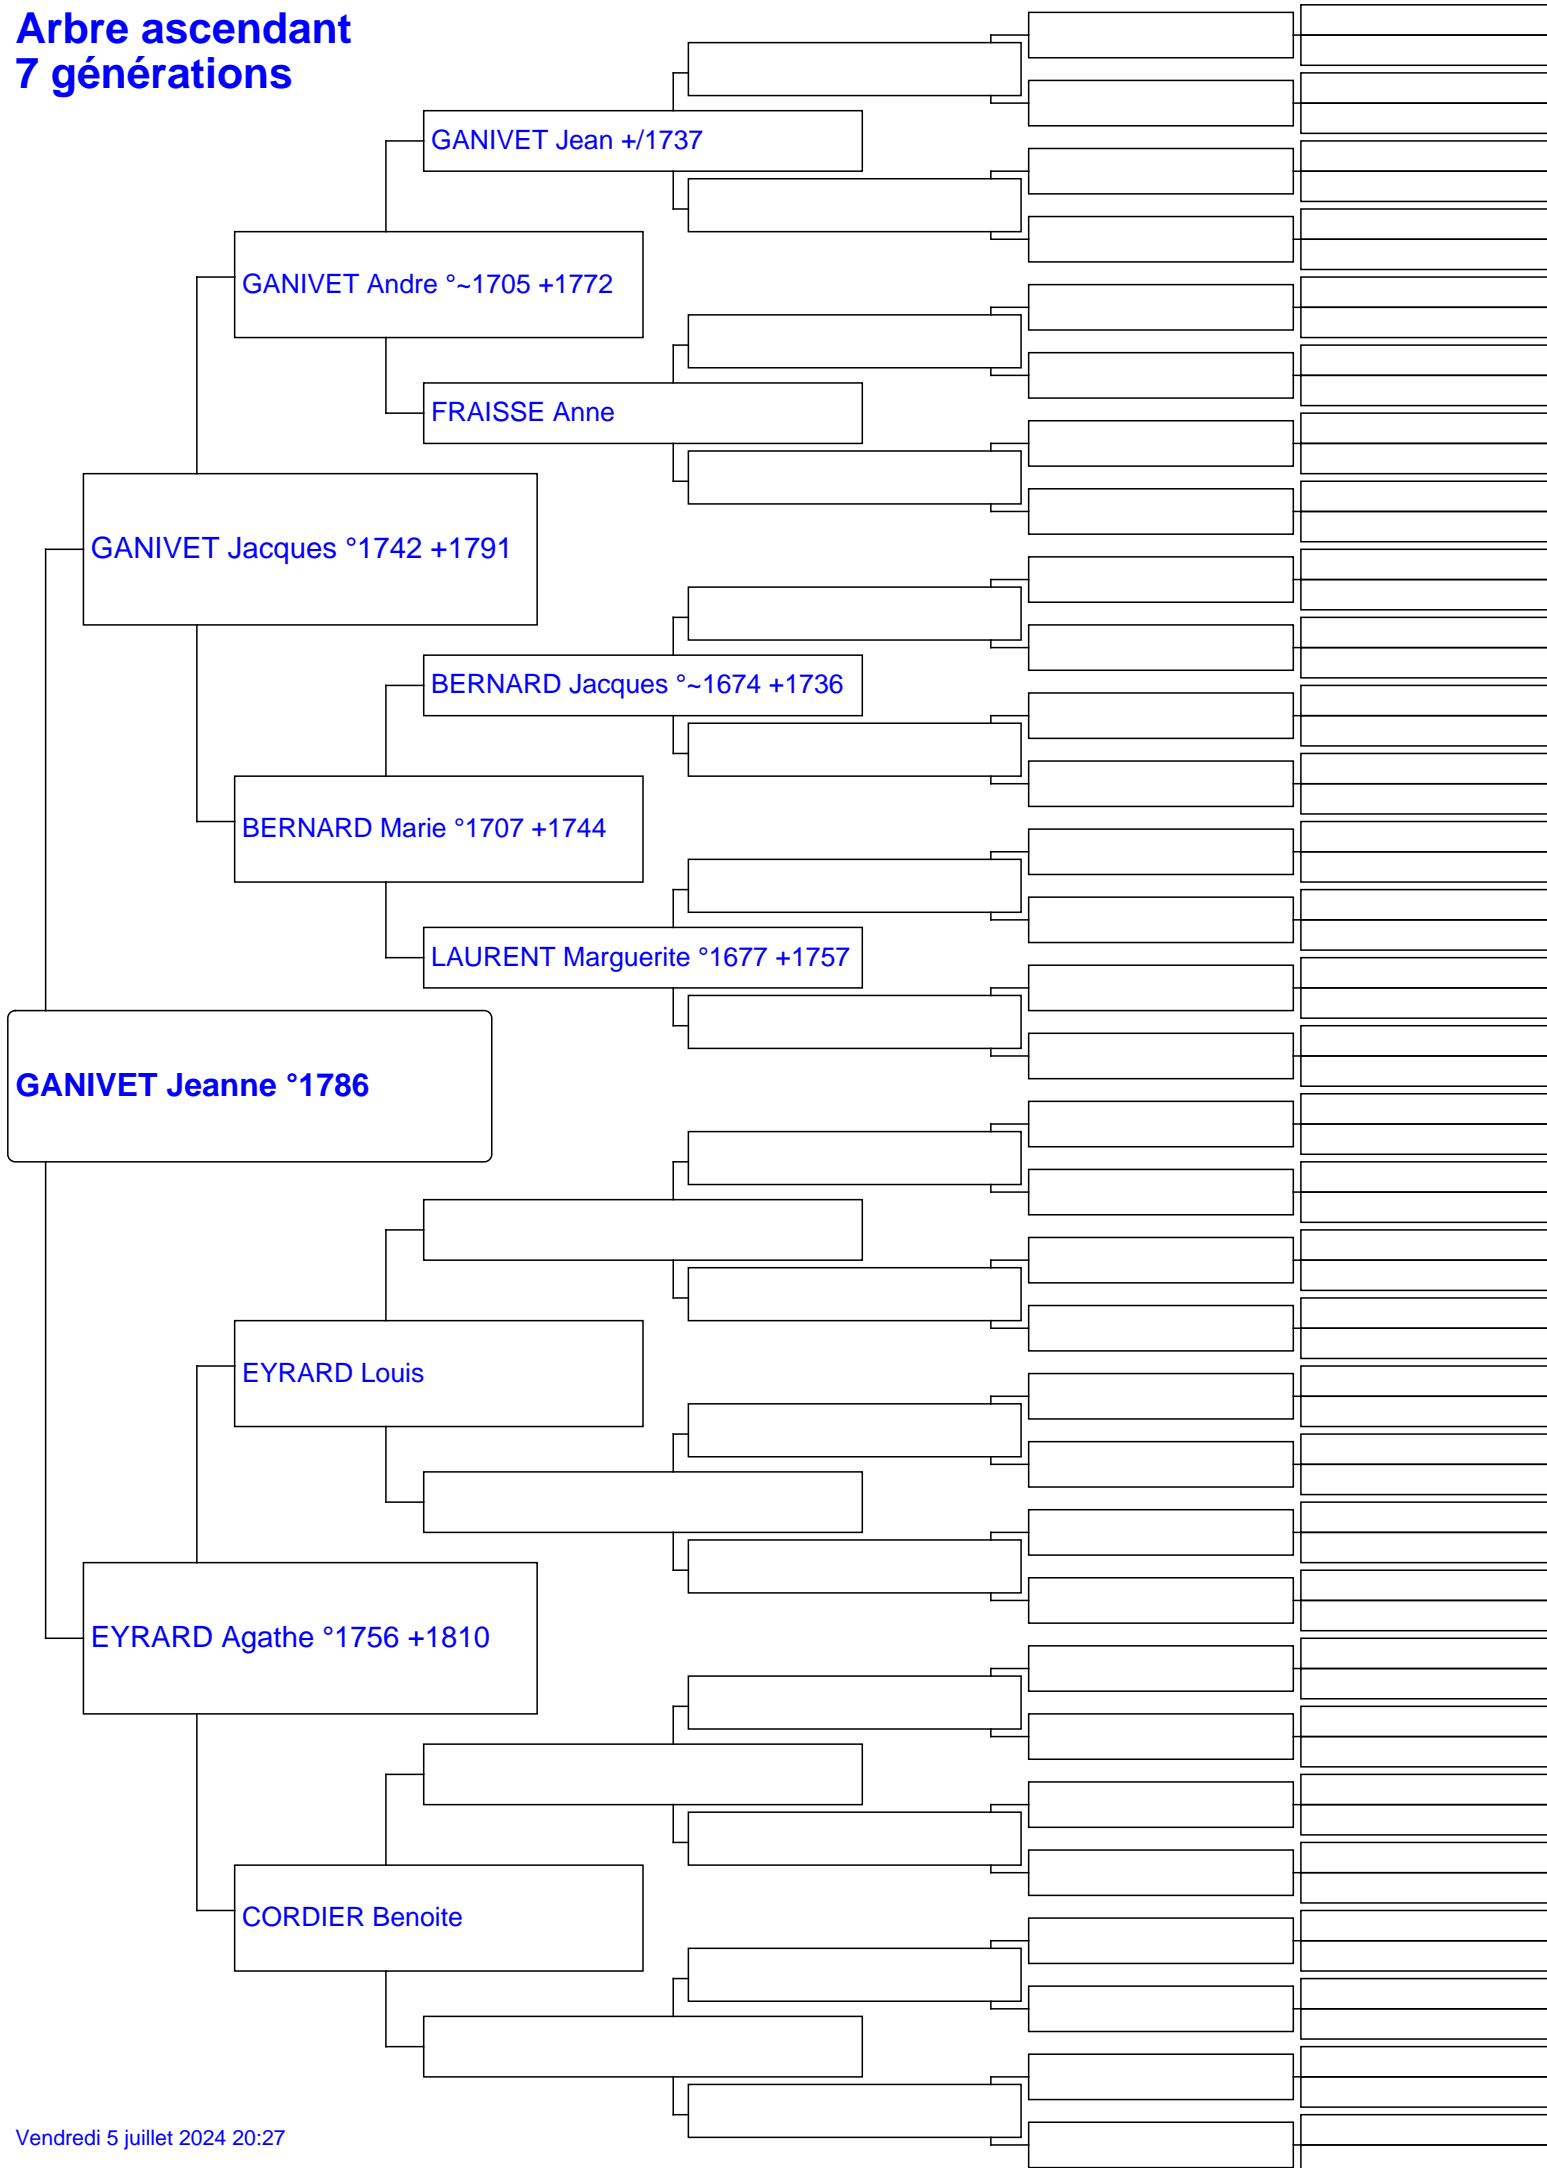 Arbre ascendant
7 générations
GANIVET Jean +/1737
GANIVET Andre °~1705 +1772
FRAISSE Anne
GANIVET Jacques °1742 +1791
BERNARD Jacques °~1674 +1736
BERNARD Marie °1707 +1744
LAURENT Marguerite °1677 +1757
GANIVET Jeanne °1786
EYRARD Louis
EYRARD Agathe °1756 +1810
CORDIER Benoite
Vendredi 5 juillet 2024 20:27